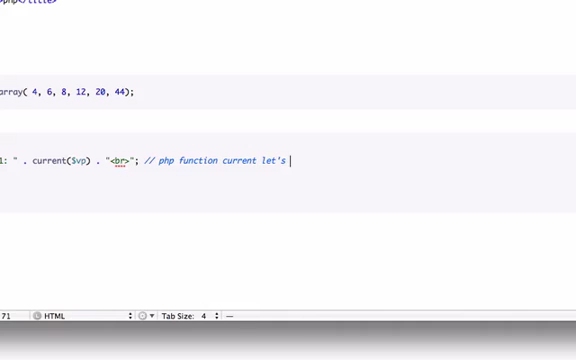 >php</title>
array( 4, 6, 8, 12, 20, 44);
1: " . current($vp) . "<br>"; // php function current let's
71 HTML Tab Size: 4 —